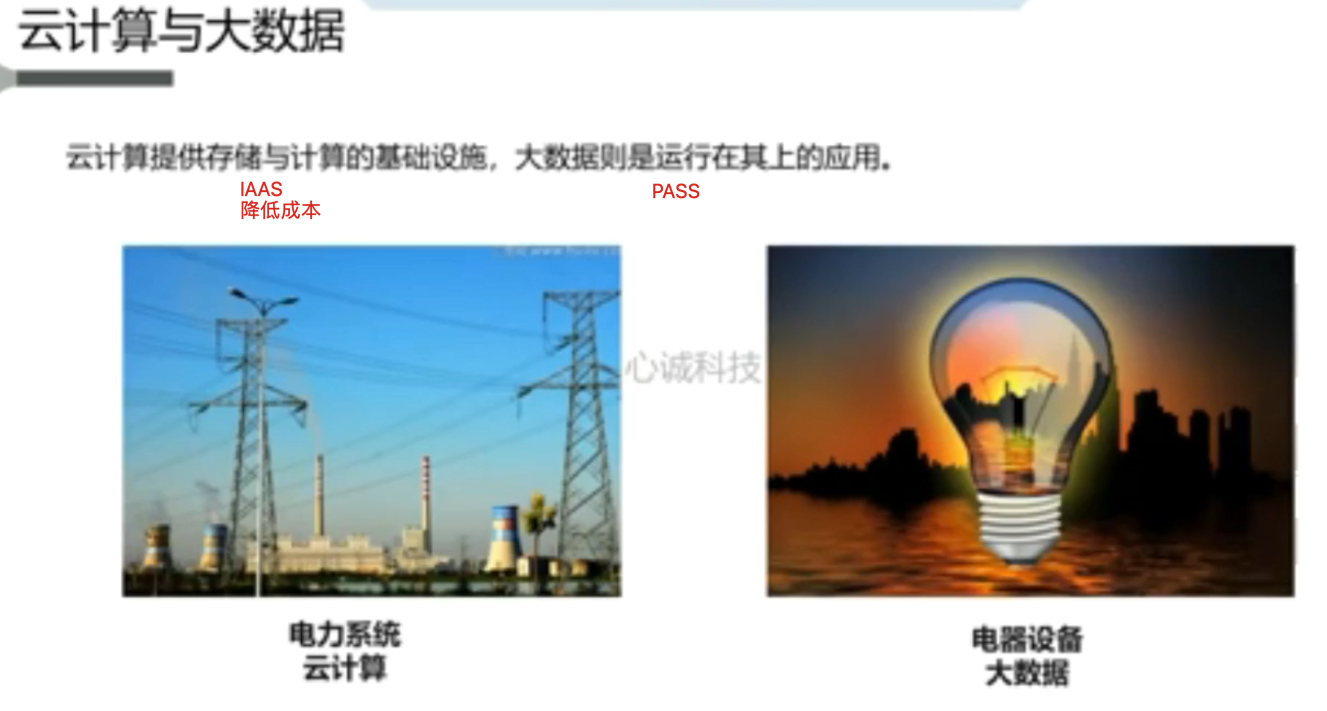 云计算与大数据
云计算提供存储与计算的基础设施，大数据则是运行在其上的应用。
IAAS
降低成本
PASS
心诚科技
电力系统
云计算
电器设备
大数据